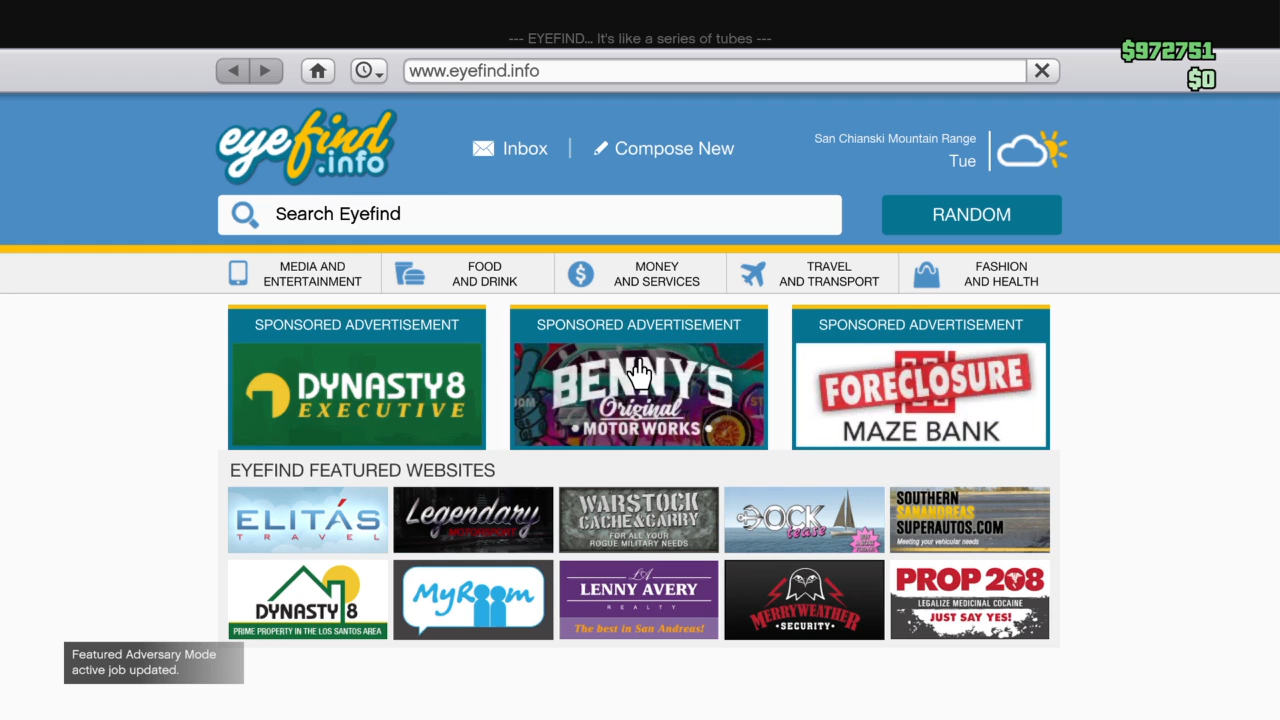 --- EYEFIND... It's like a series of tubes ---
$972751
$0
www.eyefind.info
eyefind
.info
Inbox
Compose New
San Chianski Mountain Range
Tue
Search Eyefind
RANDOM
MEDIA AND
ENTERTAINMENT
FOOD
AND DRINK
MONEY
AND SERVICES
TRAVEL
AND TRANSPORT
FASHION
AND HEALTH
SPONSORED ADVERTISEMENT
DYNASTY 8
EXECUTIVE
SPONSORED ADVERTISEMENT
BENNY'S
Original
MOTOR WORKS
SPONSORED ADVERTISEMENT
FORECLOSURE
MAZE BANK
EYEFIND FEATURED WEBSITES
ELITÁS
TRAVEL
Legendary
MOTORSPORT
WARSTOCK
CACHE & CARRY
FOR ALL YOUR
ROGUE MILITARY NEEDS
DOCK
tease
SOUTHERN
SANANDREAS
SUPERAUTOS.COM
Meeting your vehicular needs
DYNASTY 8
PRIME PROPERTY IN THE LOS SANTOS AREA
MyRoom
LA
LENNY AVERY
REALTY
The best in San Andreas!
MERRYWEATHER
SECURITY
PROP 208
LEGALIZE MEDICINAL COCAINE
JUST SAY YES!
Featured Adversary Mode
active job updated.